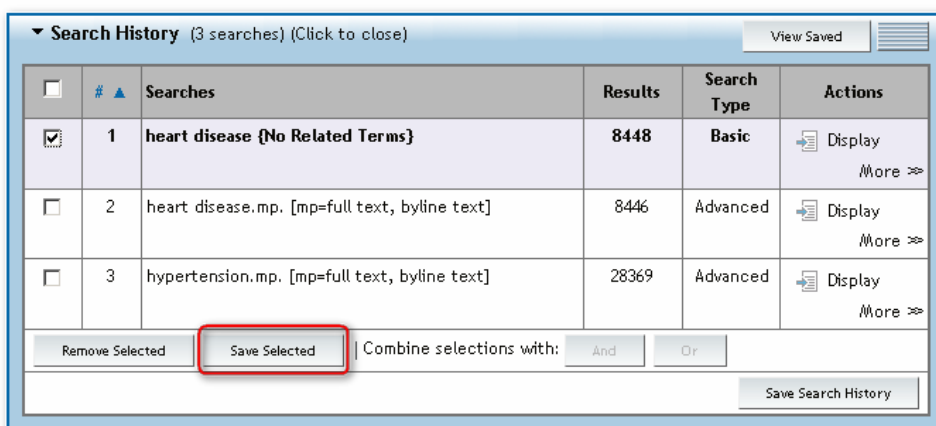 ▼ Search History (3 searches) (Click to close) View Saved
# ▲ Searches Results Search Type Actions
1 heart disease {No Related Terms} 8448 Basic Display
More >>
2 heart disease.mp. [mp=full text, byline text] 8446 Advanced Display
More >>
3 hypertension.mp. [mp=full text, byline text] 28369 Advanced Display
More >>
Remove Selected Save Selected | Combine selections with: And Or
Save Search History